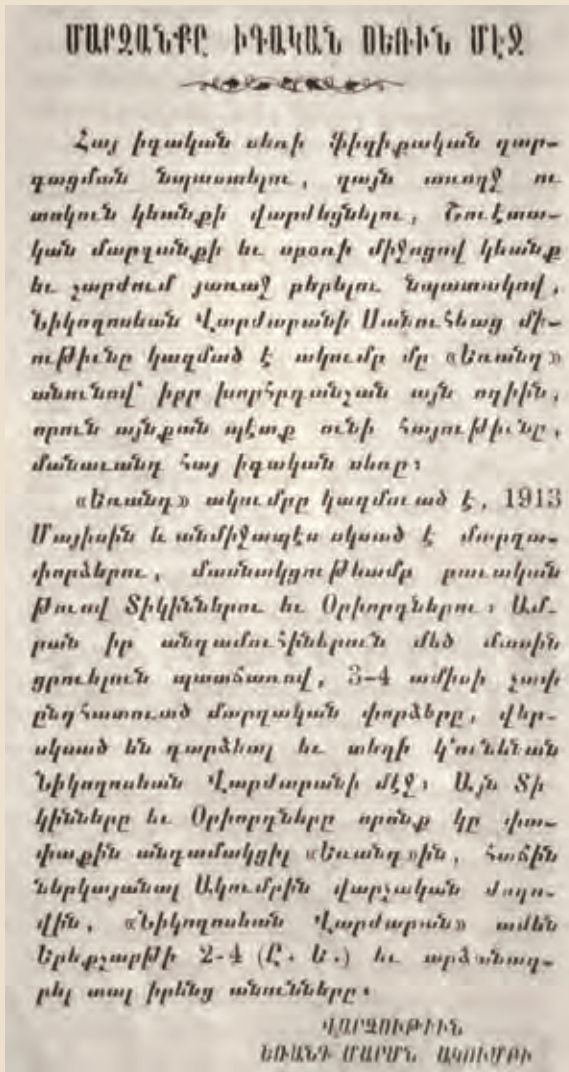 ՄԱՐԶԱՆՔԸ ԻԳԱԿԱՆ ՍԵՌԻՆ ՄԷՋ
Հայ իգական սեռի ֆիզիքական զար-
գացման նպաստելու, զայն առողջ ու
տոկուն կեանքի վարժեցնելու, Շուէտա-
կան մարզանքի եւ սբօռի միջոցով կեանք
եւ շարժում յառաջ բերելու նպատակով,
Նիկողոսեան Վարժարանի Սանուհեաց մի-
ութիւնը կազմած է ակումբ մը «Եռանդ»
անունով՝ իբր խորհրդանշան այն ոգիին,
որուն այնքան պէտք ունի հայութիւնը,
մանաւանդ հայ իգական սեռը։
«Եռանդ» ակումբը կազմուած է, 1913
Մայիսին և անմիջապէս սկսած է մարզա-
փորձերու, մասնակցութեամբ բաւական
թուով Տիկիններու եւ Օրիորդներու։ Ամ-
րան իր անդամուհիներուն մեծ մասին
ցրուելուն պատճառով, 3-4 ամիսի չափ
ընդհատուած մարզական փորձերը, վեր-
սկսած են դարձեալ եւ տեղի կ՚ունենան
Նիկողոսեան Վարժարանի մէջ։ Այն Տի
կինները եւ Օրիորդները որոնք կը փա-
փաքին անդամակցիլ «Եռանդ»ին, հաճին
ներկայանալ Ակումբին վարչական ժողո-
վին, «Նիկողոսեան Վարժարան» ամեն
Երեքշաբթի 2-4 (Ը. Ե.) եւ արձանագ-
րել տալ իրենց անունները։
ՎԱՐՉՈՒԹԻՒՆ
ԵՌԱՆԴ ՄԱՐՄՆ. ԱԿՈՒՄԲԻ